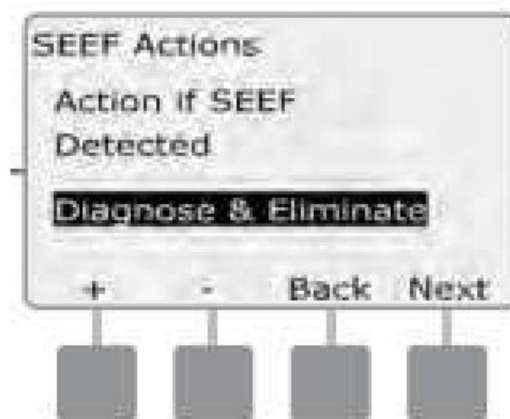 SEEF Actions
Action if SEEF
Detected
Diagnose & Eliminate
+ - Back Next